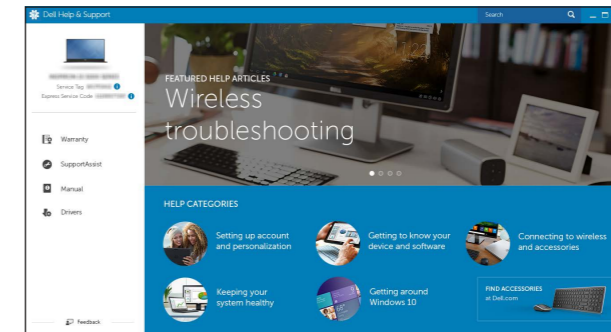 Dell Help & Support
Search
Service Tag:
Express Service Code:
Warranty
SupportAssist
Manual
Drivers
Feedback
FEATURED HELP ARTICLES
Wireless
troubleshooting
HELP CATEGORIES
Setting up account
and personalization
Getting to know your
device and software
Connecting to wireless
and accessories
Keeping your
system healthy
Getting around
Windows 10
FIND ACCESSORIES
at Dell.com